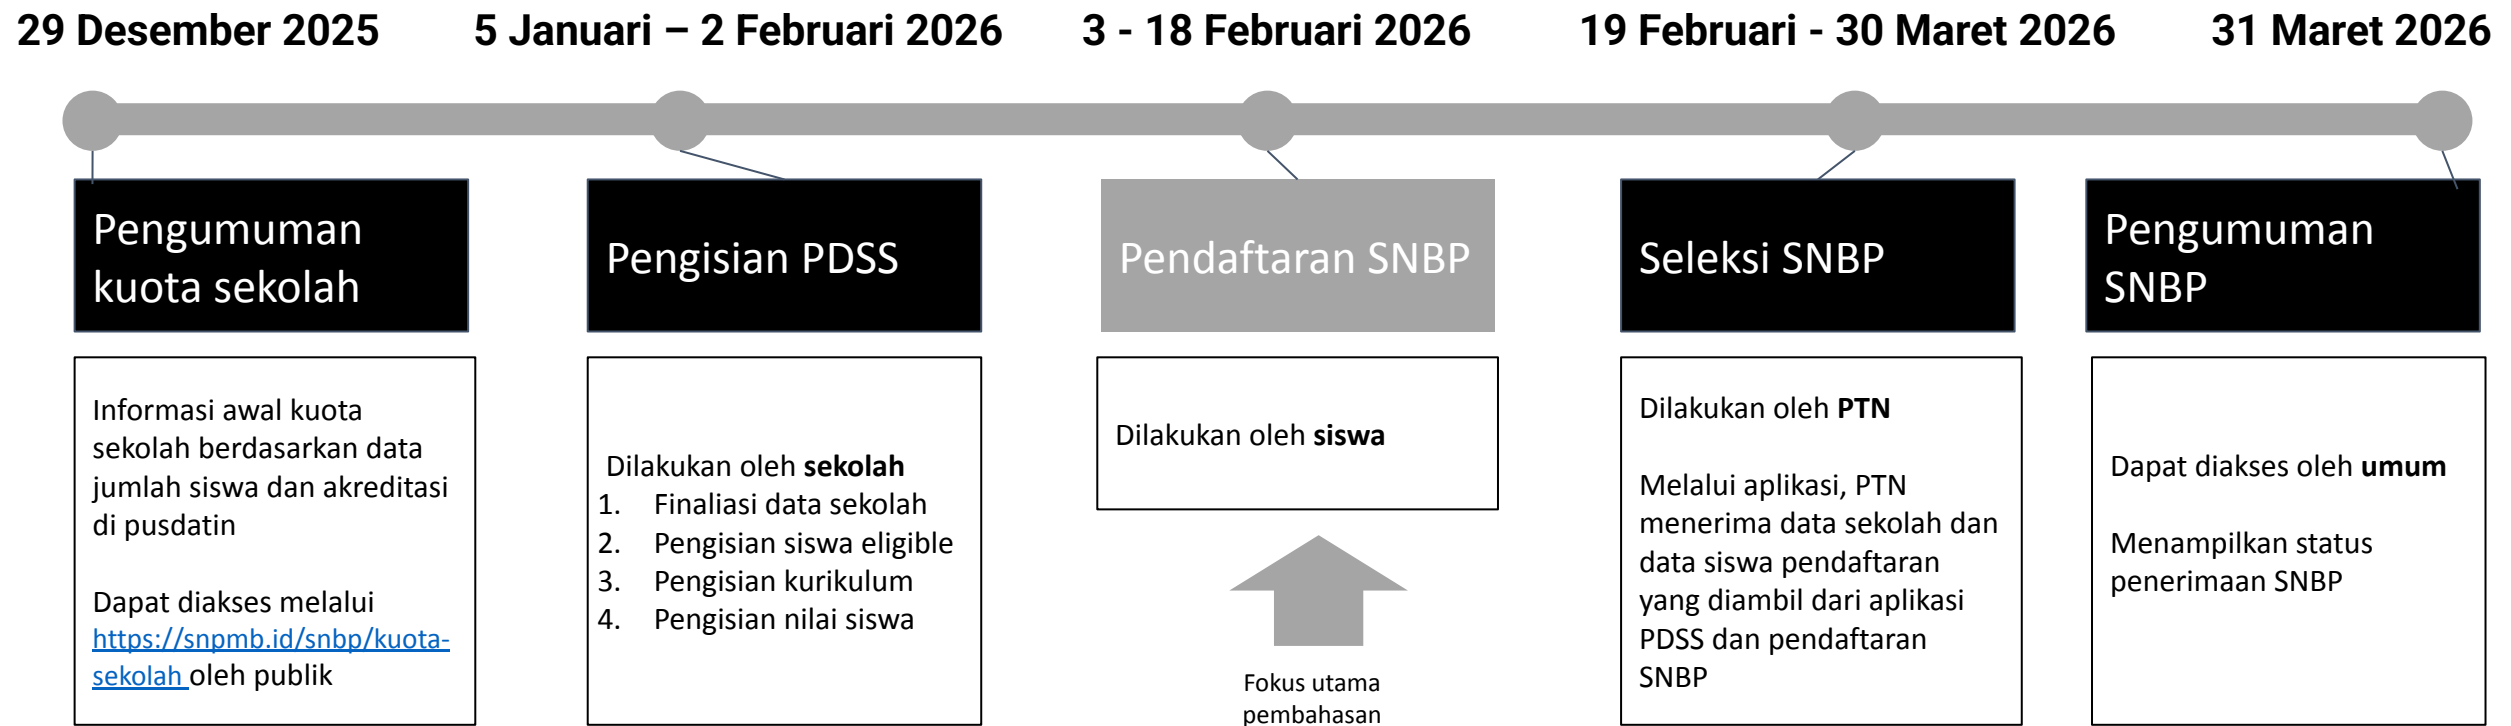 29 Desember 2025
5 Januari – 2 Februari 2026
3 - 18 Februari 2026
19 Februari - 30 Maret 2026
31 Maret 2026
Pengumuman
kuota sekolah
Pengisian PDSS
Pendaftaran SNBP
Seleksi SNBP
Pengumuman
SNBP
Informasi awal kuota
sekolah berdasarkan data
jumlah siswa dan akreditasi
di pusdatin
Dapat diakses melalui
https://snpmb.id/snbp/kuota-
sekolah oleh publik
Dilakukan oleh sekolah
1. Finaliasi data sekolah
2. Pengisian siswa eligible
3. Pengisian kurikulum
4. Pengisian nilai siswa
Dilakukan oleh siswa
Fokus utama
pembahasan
Dilakukan oleh PTN
Melalui aplikasi, PTN
menerima data sekolah dan
data siswa pendaftaran
yang diambil dari aplikasi
PDSS dan pendaftaran
SNBP
Dapat diakses oleh umum
Menampilkan status
penerimaan SNBP